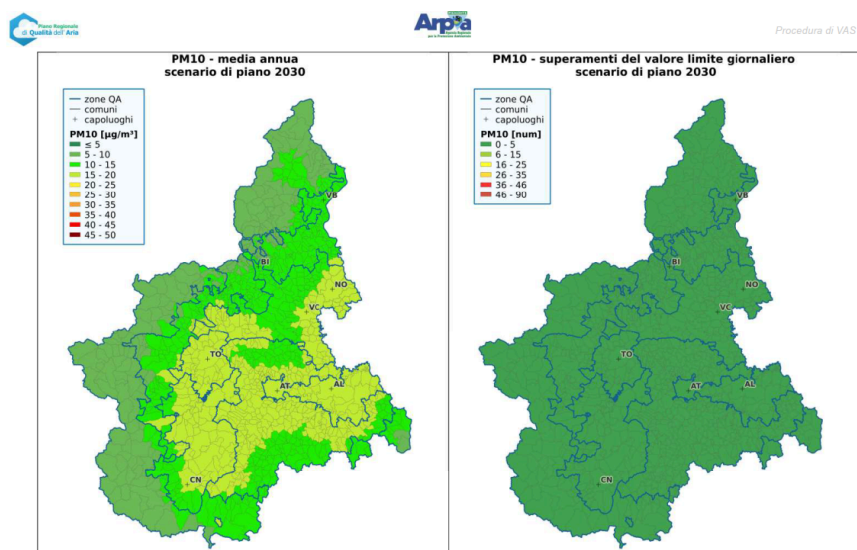 Piano Regionale
di Qualità dell'Aria
Arpa
Procedura di VAS
PM10 - media annua
scenario di piano 2030
zone QA
comuni
capoluoghi
PM10 [µg/m³]
≤ 5
5 - 10
10 - 15
15 - 20
20 - 25
25 - 30
30 - 35
35 - 40
40 - 45
45 - 50
VB
BI
NO
VC
TO
AT
AL
CN
PM10 - superamenti del valore limite giornaliero
scenario di piano 2030
zone QA
comuni
capoluoghi
PM10 [num]
0 - 5
6 - 15
16 - 25
26 - 35
36 - 46
46 - 90
VB
BI
NO
VC
TO
AT
AL
CN